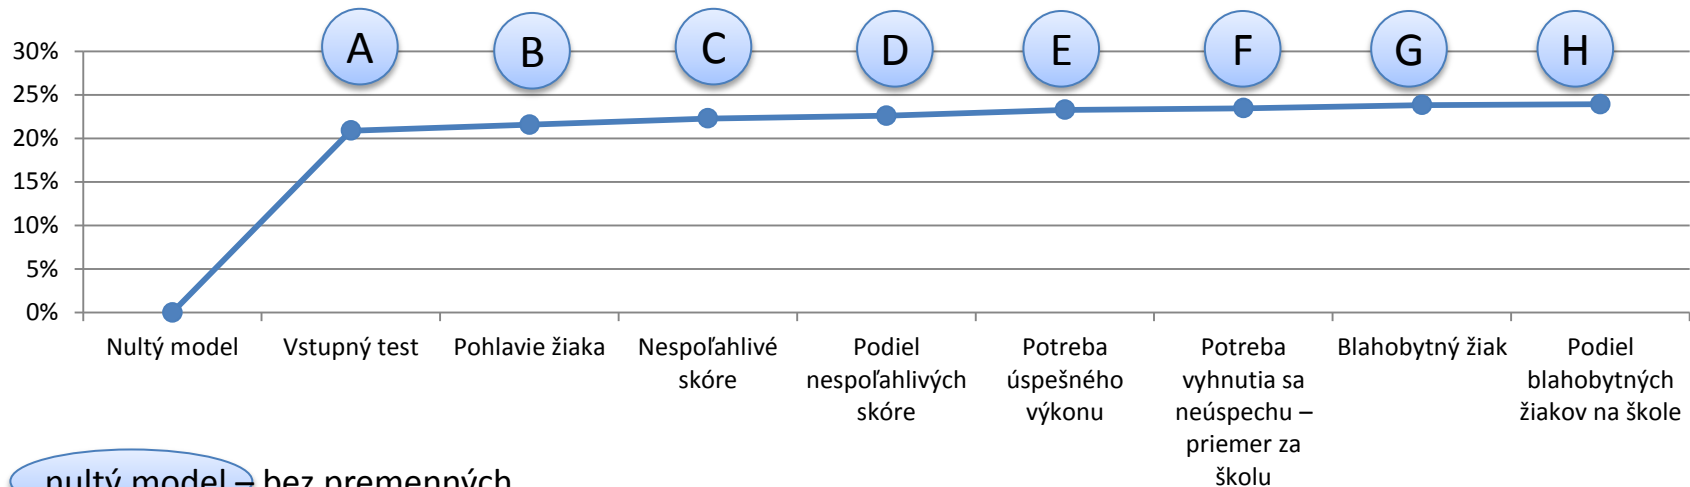 A B C D E F G H
30%
25%
20%
15%
10%
5%
0%
Nultý model
Vstupný test
Pohlavie žiaka
Nespoľahlivé
skóre
Podiel
nespoľahlivých
skóre
Potreba
úspešného
výkonu
Potreba
vyhnutia sa
neúspechu –
priemer za
školu
Blahobytný žiak
Podiel
blahobytných
žiakov na škole
nultý model – bez premenných